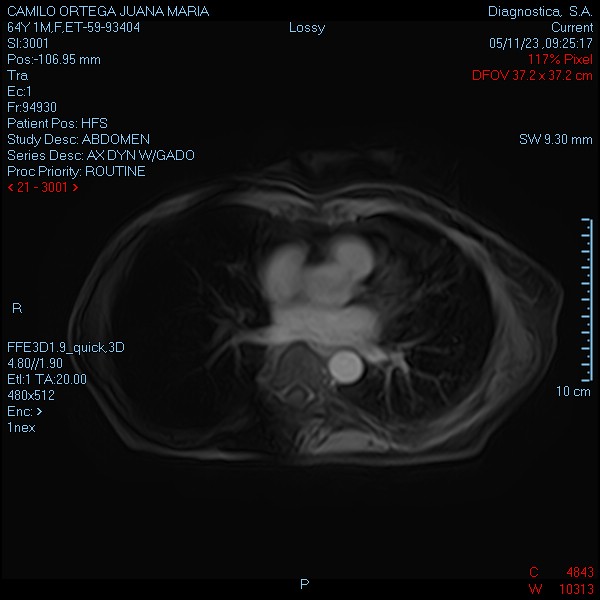 CAMILO ORTEGA JUANA MARIA
64Y 1M,F,ET-59-93404
Sl:3001
Pos:-106.95 mm
Tra
Ec:1
Fr:94930
Patient Pos: HFS
Study Desc: ABDOMEN
Series Desc: AX DYN W/GADO
Proc Priority: ROUTINE
< 21 - 3001 >
Lossy
Diagnostica, S.A.
Current
05/11/23 ,09:25:17
117% Pixel
DFOV 37.2 x 37.2 cm
SW 9.30 mm
R
10 cm
FFE3D1.9_quick,3D
4.80//1.90
Etl:1 TA:20.00
480x512
Enc: >
1nex
P
C 4843
W 10313